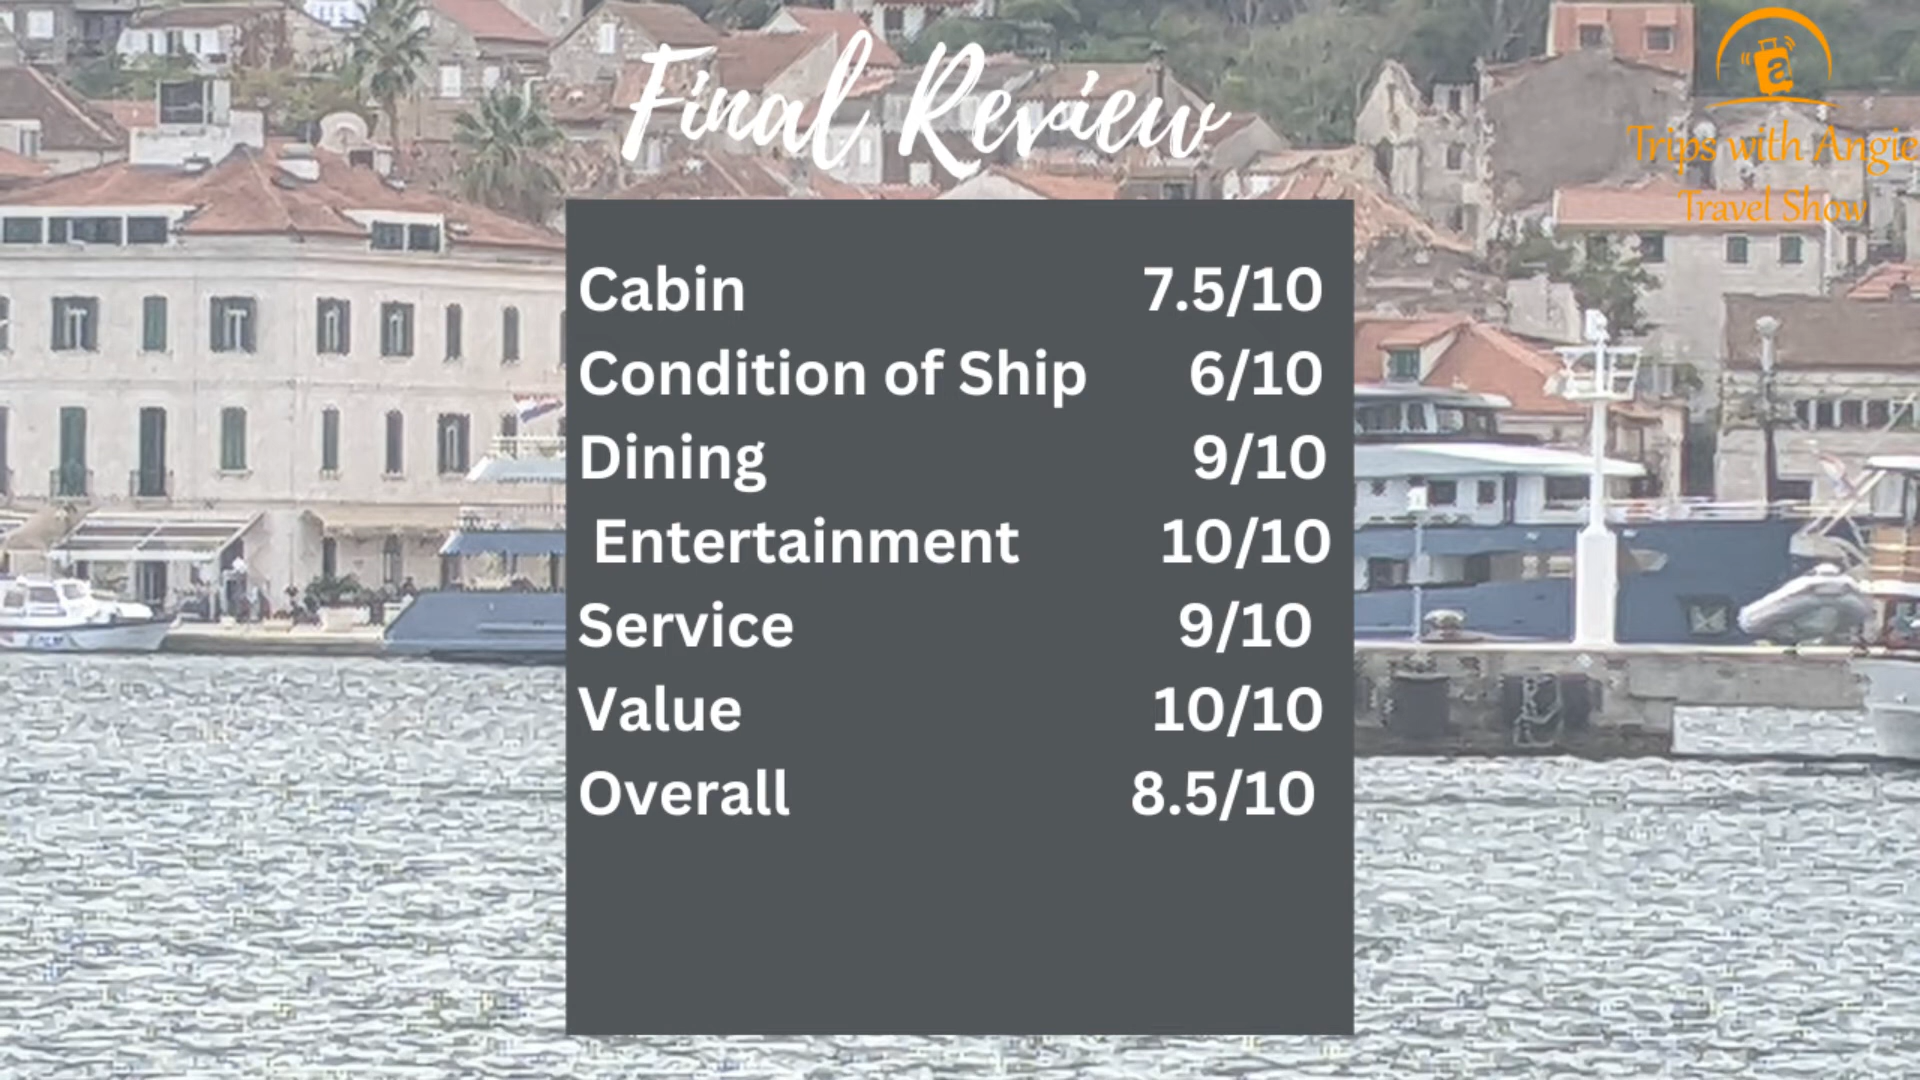 Final Review
a
Trips with Angie
Travel Show
Cabin 7.5/10
Condition of Ship 6/10
Dining 9/10
Entertainment 10/10
Service 9/10
Value 10/10
Overall 8.5/10